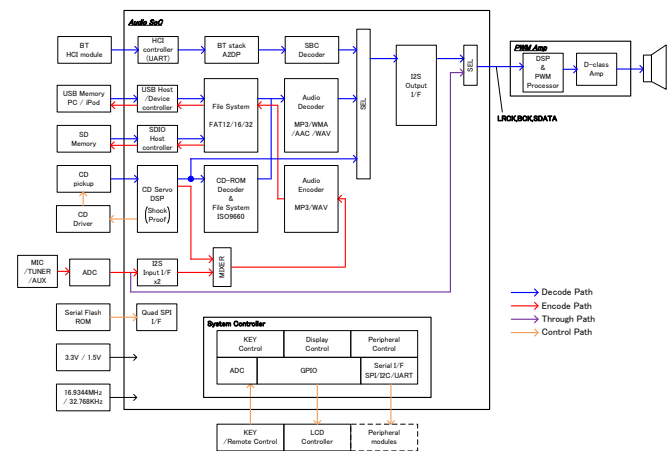 Audio SoC
BT
HCI module
HCI
controller
(UART)
BT stack
A2DP
SBC
Decoder
USB Memory
PC / iPod
USB Host
/Device
controller
File System
FAT12/16/32
Audio
Decoder
MP3/WMA
/AAC /WAV
SEL
I2S
Output
I/F
SEL
PWM Amp
DSP
&
PWM
Processor
D-class
Amp
LRCK,BCK,SDATA
SD
Memory
SDIO
Host
controller
CD
pickup
CD Servo
DSP
(Shock
Proof)
CD-ROM
Decoder
&
File System
ISO9660
Audio
Encoder
MP3/WAV
CD
Driver
MIC
/TUNER
/AUX
ADC
I2S
Input I/F
x2
MIXER
Serial Flash
ROM
Quad SPI
I/F
3.3V / 1.5V
16.9344MHz
/ 32.768KHz
System Controller
KEY
Control
Display
Control
Peripheral
Control
ADC
GPIO
Serial I/F
SPI/I2C/UART
KEY
/Remote Control
LCD
Controller
Peripheral
modules
Decode Path
Encode Path
Through Path
Control Path